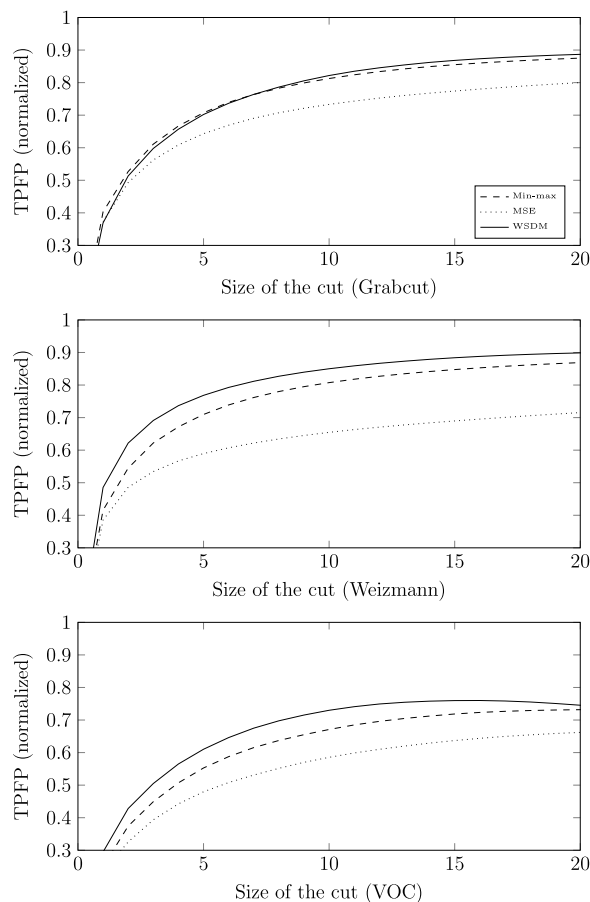 1
0.9
0.8
0.7
0.6
0.5
0.4
0.3
TPFP (normalized)
Min-max
MSE
WSDM
0 5 10 15 20
Size of the cut (Grabcut)
1
0.9
0.8
0.7
0.6
0.5
0.4
0.3
TPFP (normalized)
0 5 10 15 20
Size of the cut (Weizmann)
1
0.9
0.8
0.7
0.6
0.5
0.4
0.3
TPFP (normalized)
0 5 10 15 20
Size of the cut (VOC)